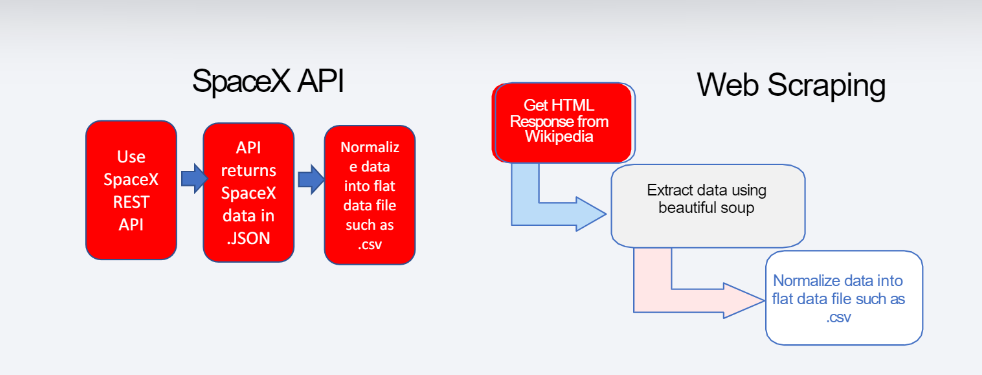 SpaceX API
Use
SpaceX
REST
API
API
returns
SpaceX
data in
.JSON
Normaliz
e data
into flat
data file
such as
.csv
Web Scraping
Get HTML
Response from
Wikipedia
Extract data using
beautiful soup
Normalize data into
flat data file such as
.csv